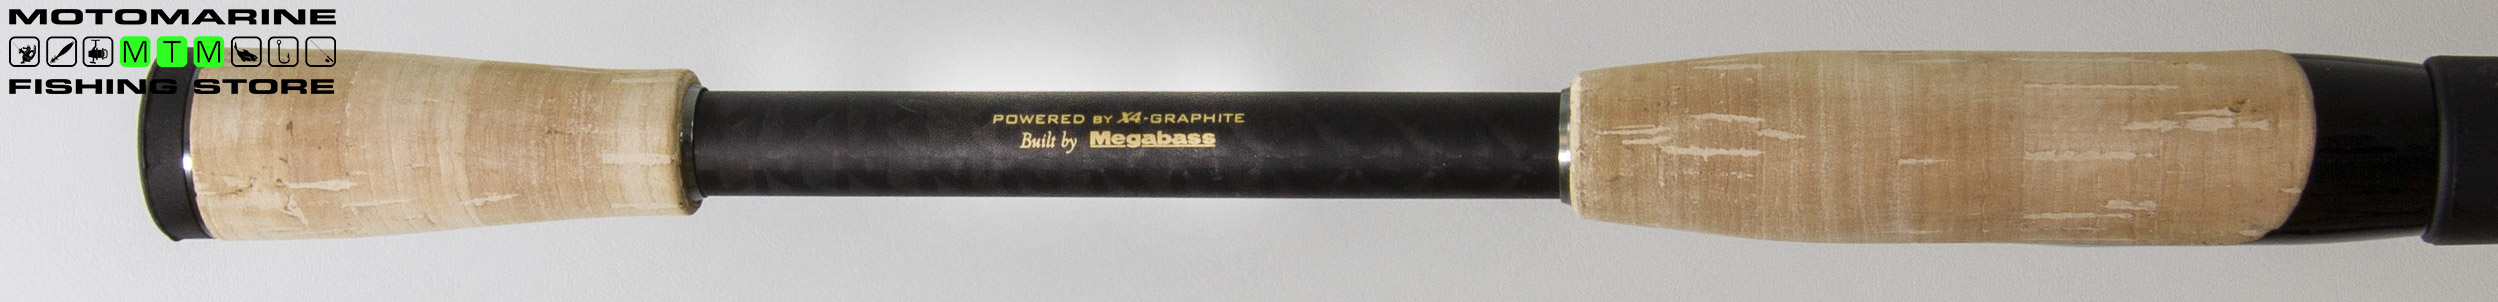 MOTOMARINE
MTM
FISHING STORE
POWERED BY X4-GRAPHITE
Built by Megabass